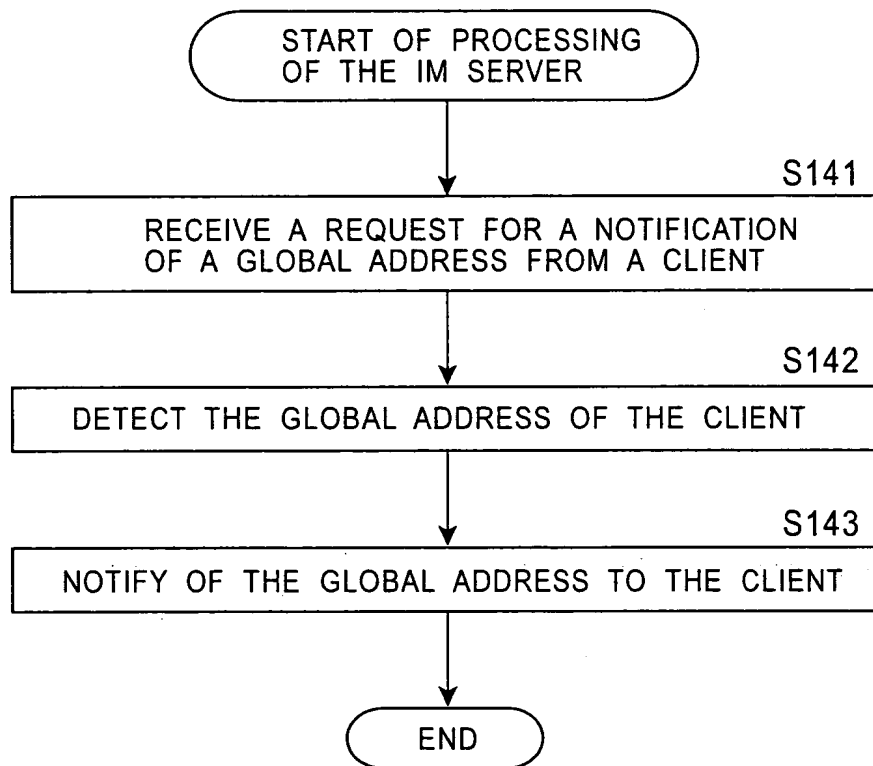 START OF PROCESSING
OF THE IM SERVER
S141
RECEIVE A REQUEST FOR A NOTIFICATION
OF A GLOBAL ADDRESS FROM A CLIENT
S142
DETECT THE GLOBAL ADDRESS OF THE CLIENT
S143
NOTIFY OF THE GLOBAL ADDRESS TO THE CLIENT
END